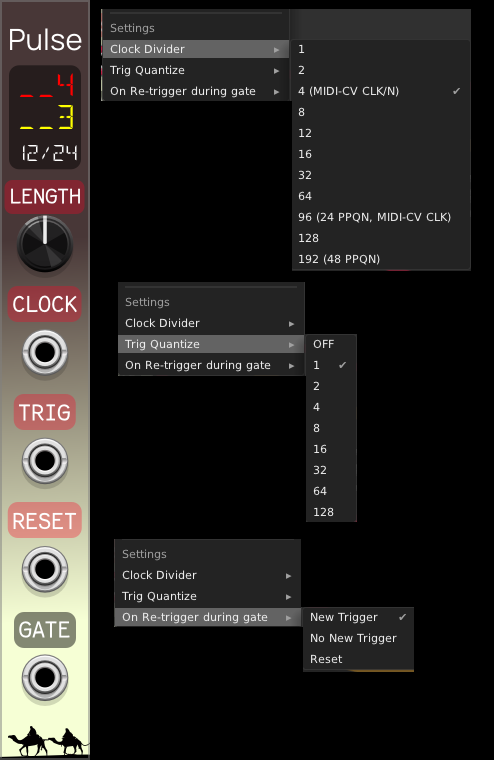 Pulse
__4
__3
12/24
LENGTH
CLOCK
TRIG
RESET
GATE
Settings
Clock Divider ▸
Trig Quantize ▸
On Re-trigger during gate ▸
1
2
4 (MIDI-CV CLK/N) ✔
8
12
16
32
64
96 (24 PPQN, MIDI-CV CLK)
128
192 (48 PPQN)
Settings
Clock Divider ▸
Trig Quantize ▸
On Re-trigger during gate ▸
OFF
1 ✔
2
4
8
16
32
64
128
Settings
Clock Divider ▸
Trig Quantize ▸
On Re-trigger during gate ▸
New Trigger ✔
No New Trigger
Reset